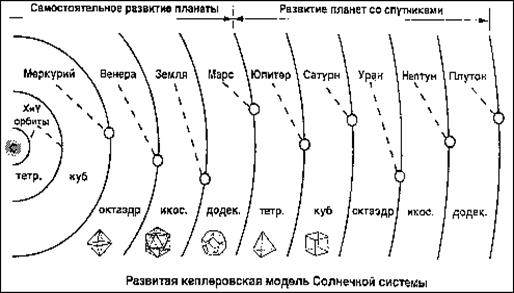 Самостоятельное развитие планеты
Развитие планет со спутниками
Меркурий Венера Земля Марс Юпитер Сатурн Уран Нептун Плутон
X и Y
орбиты
тетр. куб
октаэдр икос. додек. тетр. куб октаэдр икос. додек.
Развитая кеплеровская модель Солнечной системы